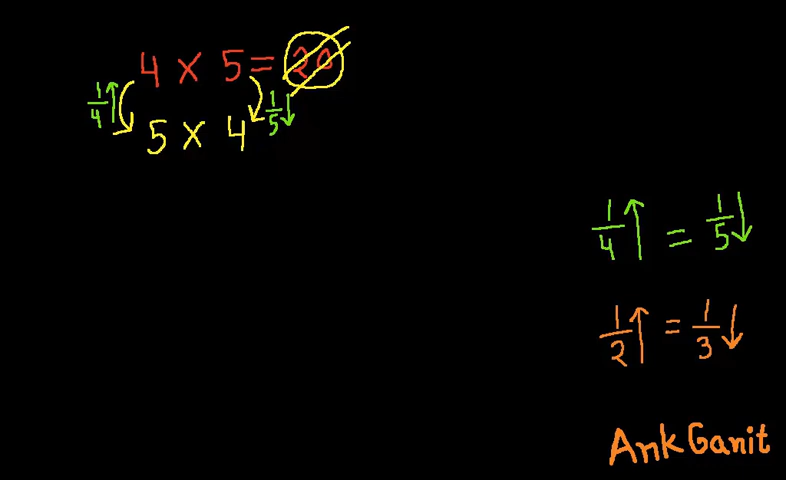 4 × 5 = 20
1/4↑ 5 × 4 1/5↓
1/4↑ = 1/5↓
1/2↑ = 1/3↓
AnkGanit